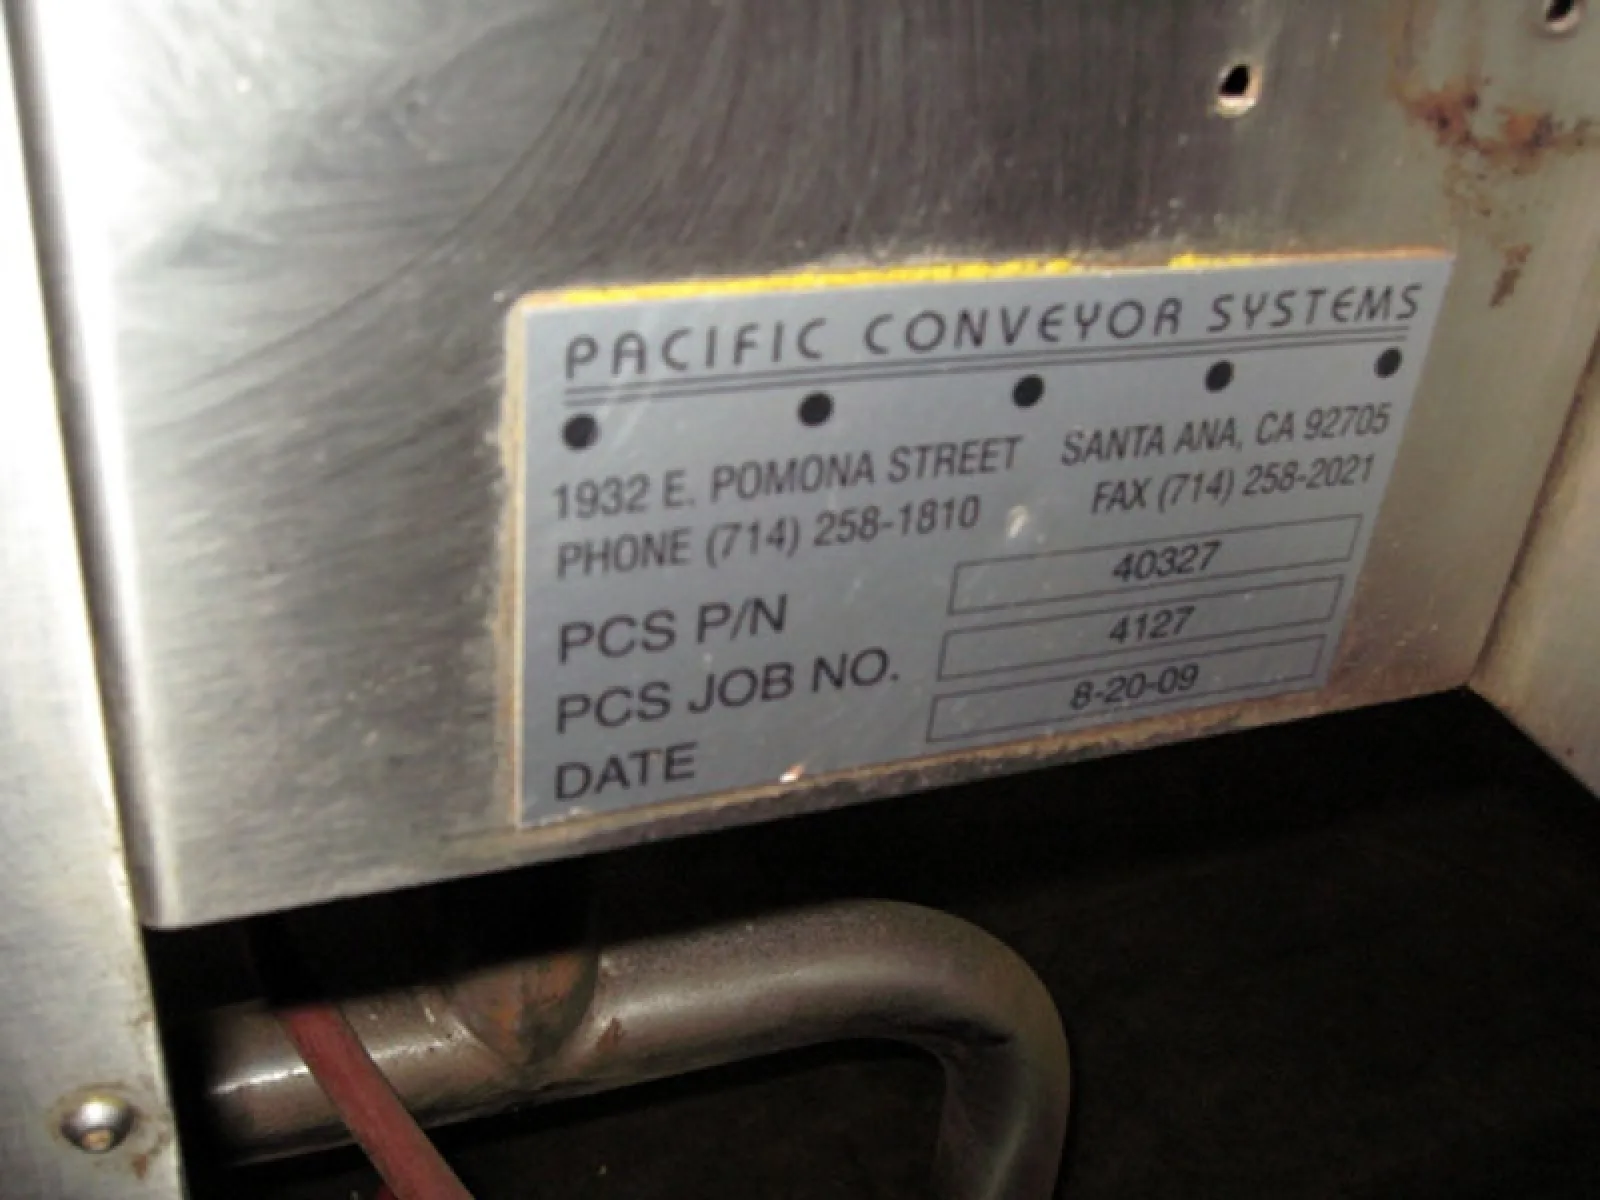 PACIFIC CONVEYOR SYSTEMS
1932 E. POMONA STREET SANTA ANA, CA 92705
PHONE (714) 258-1810 FAX (714) 258-2021
PCS P/N 40327
PCS JOB NO. 4127
DATE 8-20-09